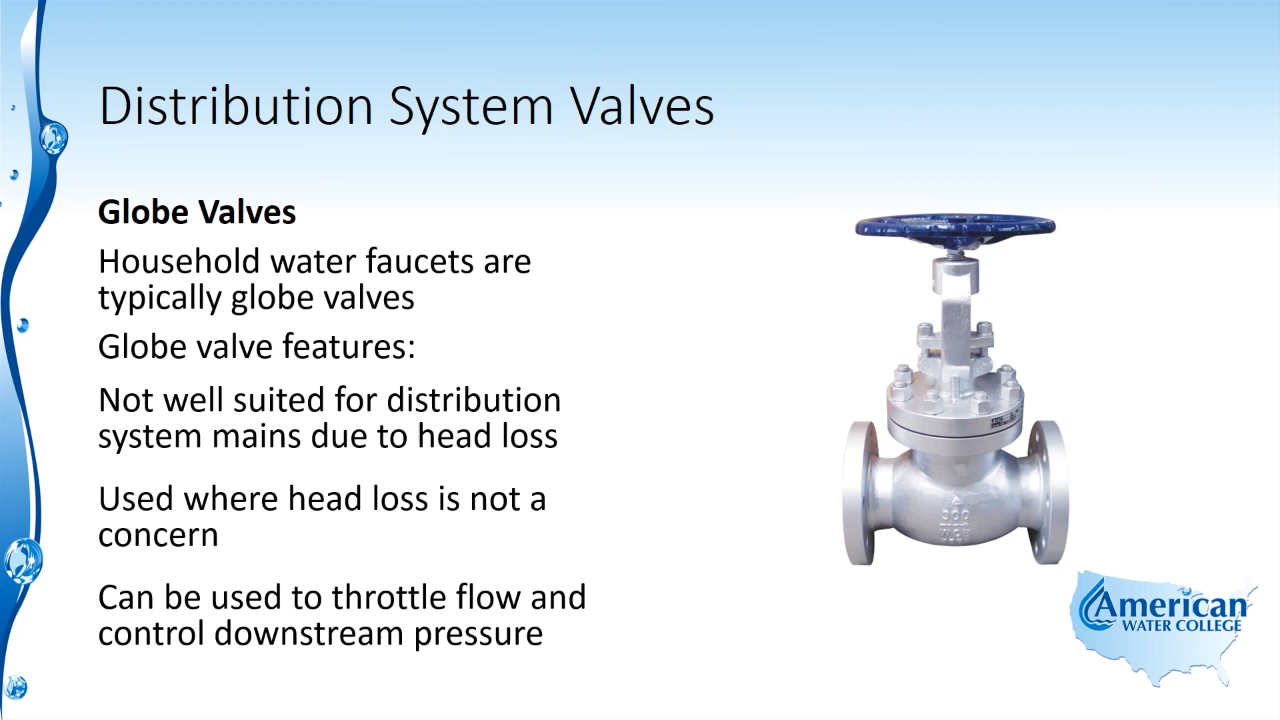 Distribution System Valves
Globe Valves
Household water faucets are
typically globe valves
Globe valve features:
Not well suited for distribution
system mains due to head loss
Used where head loss is not a
concern
Can be used to throttle flow and
control downstream pressure
300
American
WATER COLLEGE